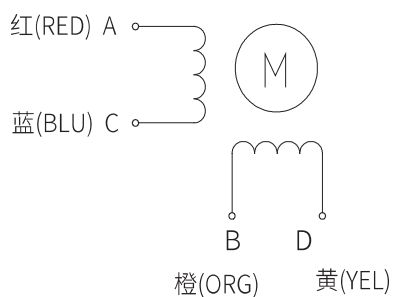 红(RED) A
M
蓝(BLU) C
B D
橙(ORG) 黄(YEL)